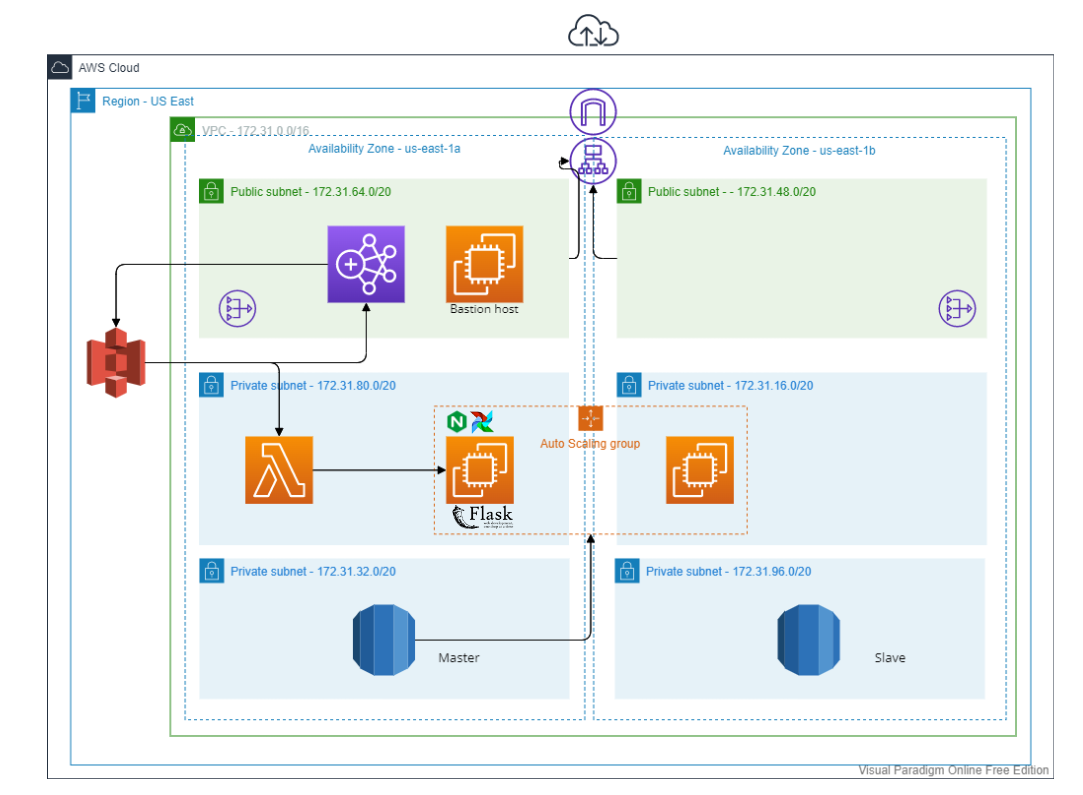 AWS Cloud
Region - US East
VPC - 172.31.0.0/16
Availability Zone - us-east-1a
Availability Zone - us-east-1b
Public subnet - 172.31.64.0/20
Public subnet - - 172.31.48.0/20
Bastion host
Private subnet - 172.31.80.0/20
Private subnet - 172.31.16.0/20
N
Auto Scaling group
Flask
Private subnet - 172.31.32.0/20
Private subnet - 172.31.96.0/20
Master
Slave
Visual Paradigm Online Free Edition